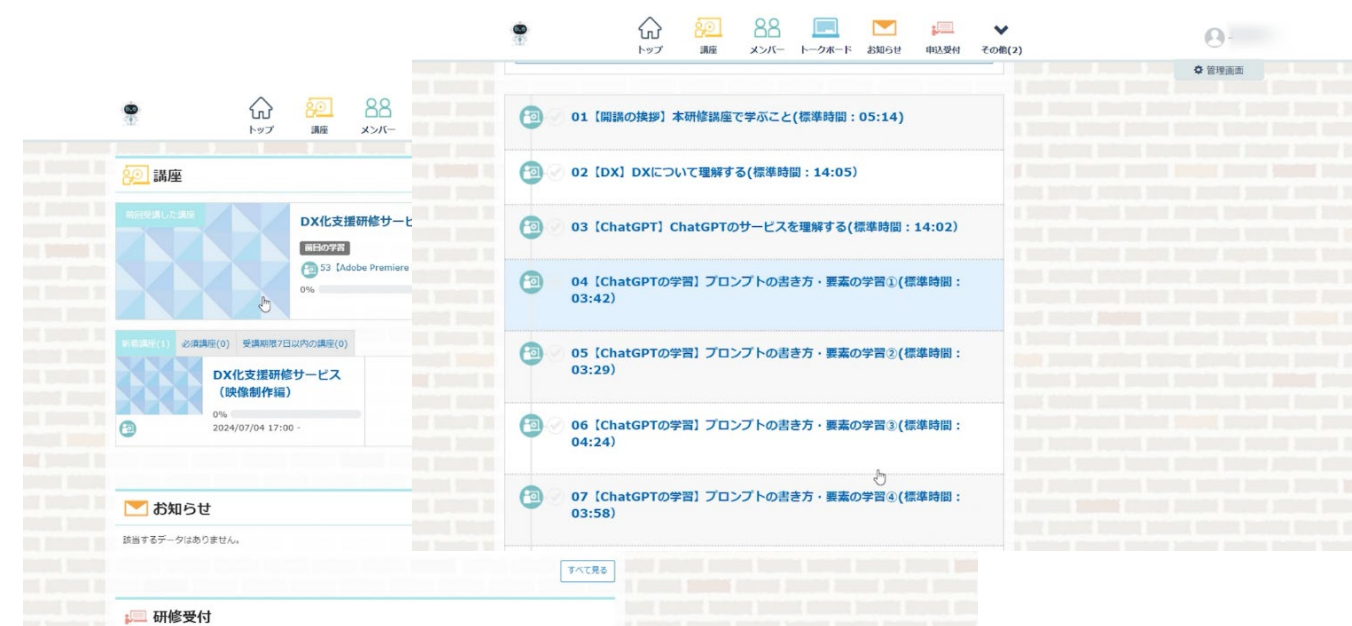 トップ
講座
メンバー
トークボード
お知らせ
申込受付
その他(2)
管理画面
01【開講の挨拶】本研修講座で学ぶこと(標準時間：05:14)
02【DX】DXについて理解する(標準時間：14:05)
03【ChatGPT】ChatGPTのサービスを理解する(標準時間：14:02)
04【ChatGPTの学習】プロンプトの書き方・要素の学習①(標準時間：
03:42)
05【ChatGPTの学習】プロンプトの書き方・要素の学習②(標準時間：
03:29)
06【ChatGPTの学習】プロンプトの書き方・要素の学習③(標準時間：
04:24)
07【ChatGPTの学習】プロンプトの書き方・要素の学習④(標準時間：
03:58)
トップ
講座
メンバー
講座
前回受講した講座
DX化支援研修サービ
前回の学習
53【Adobe Premiere
0%
新着講座(1)
必須講座(0)
受講期限7日以内の講座(0)
DX化支援研修サービス
（映像制作編）
0%
2024/07/04 17:00 -
お知らせ
該当するデータはありません。
すべて見る
研修受付